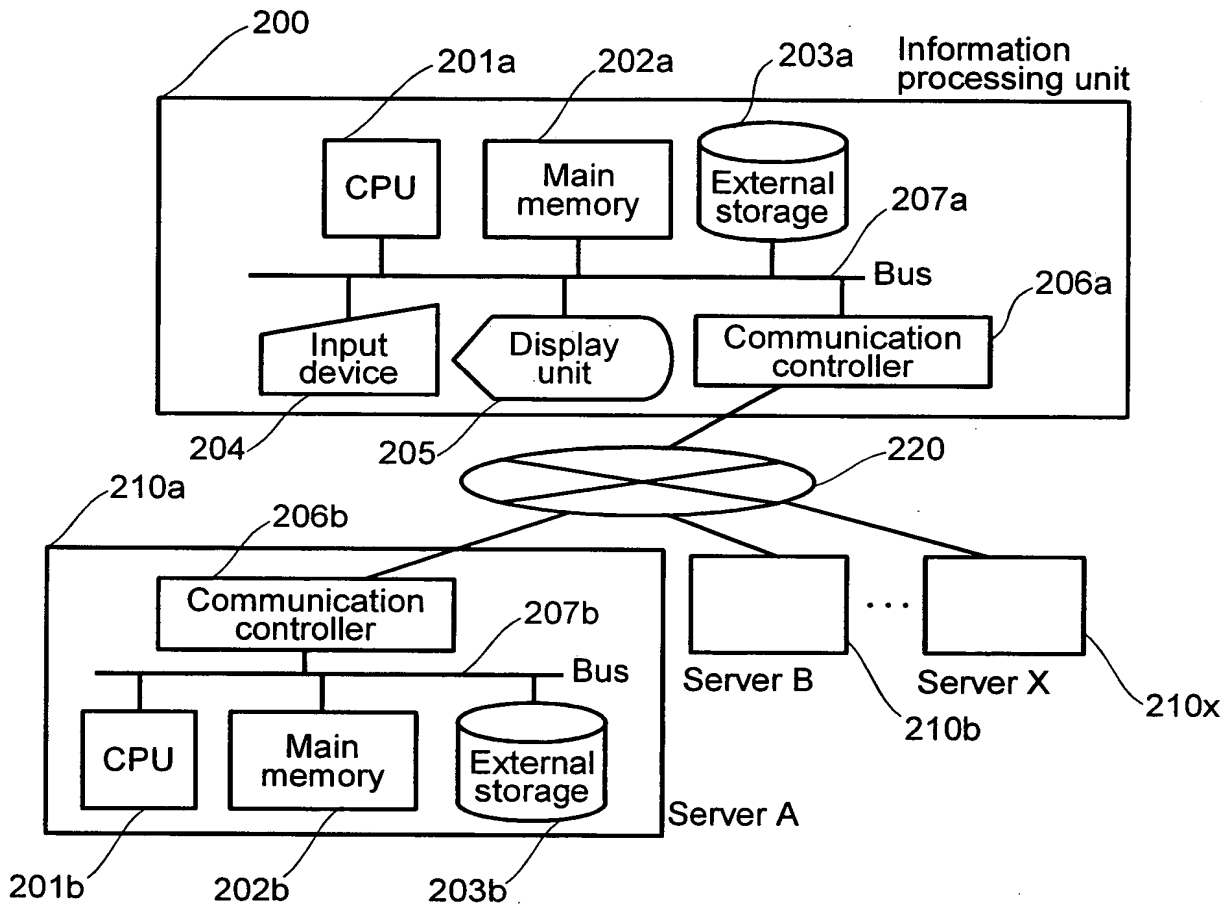 200
201a
202a
203a
Information
processing unit
CPU
Main
memory
External
storage
207a
Bus
206a
Input
device
Display
unit
Communication
controller
204
205
220
210a
206b
Communication
controller
207b
Bus
CPU
Main
memory
External
storage
Server A
201b
202b
203b
...
Server B
Server X
210b
210x